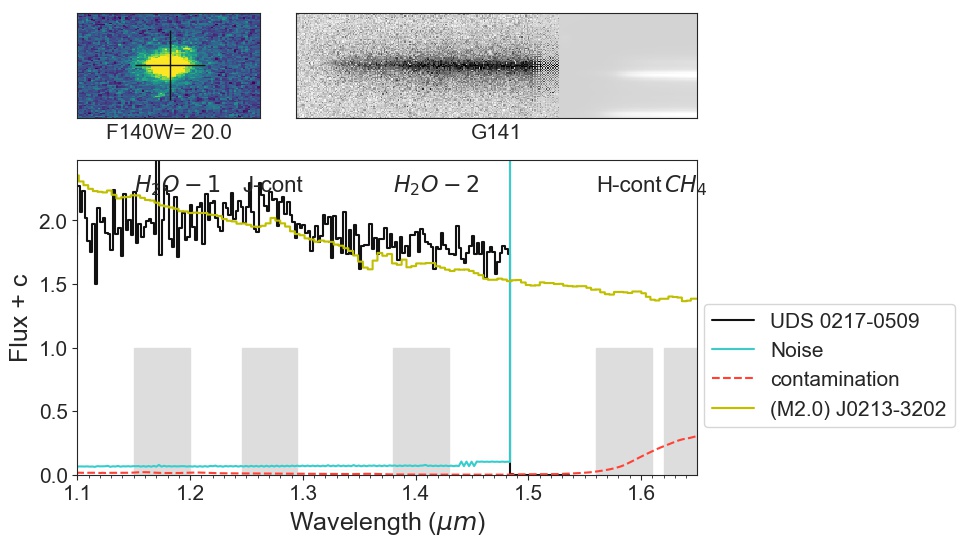 F140W= 20.0
G141
H₂O − 1
J-cont
H₂O − 2
H-cont
CH₄
Flux + c
2.0
1.5
1.0
0.5
0.0
1.1
1.2
1.3
1.4
1.5
1.6
Wavelength (μm)
UDS 0217-0509
Noise
contamination
(M2.0) J0213-3202